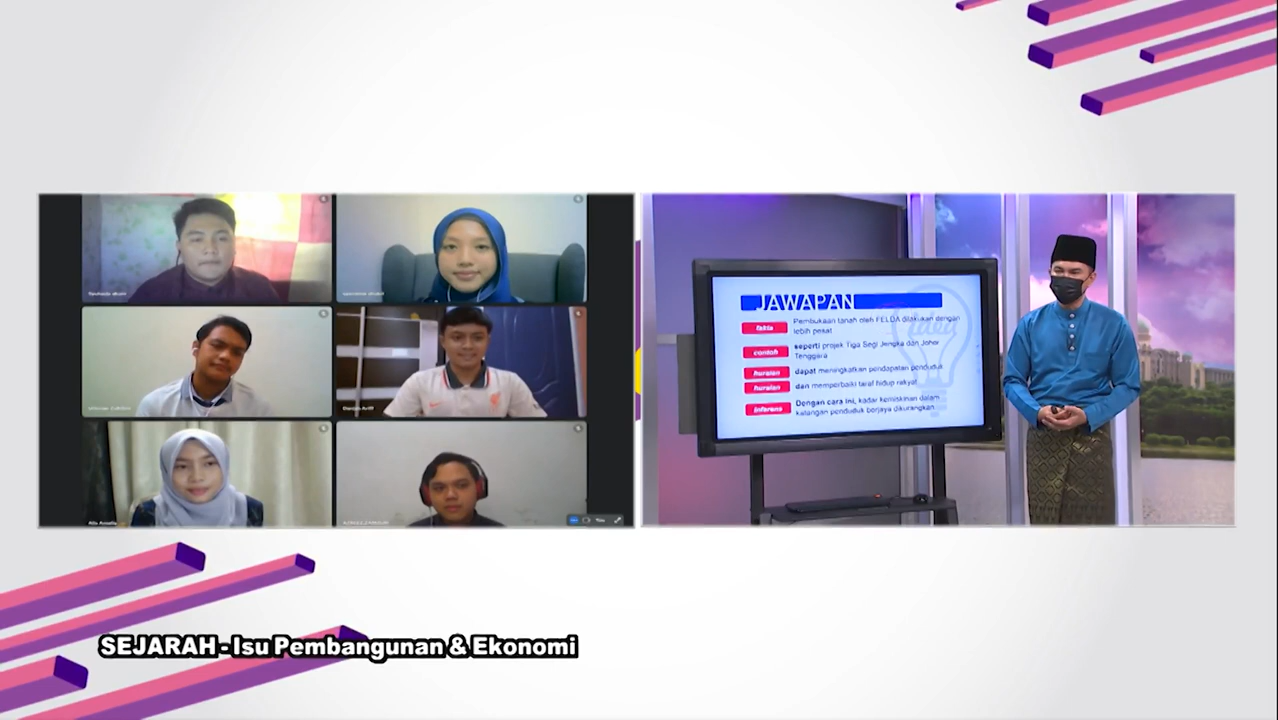 JAWAPAN
fakta
Pembukaan tanah oleh FELDA dilakukan dengan
lebih pesat
contoh
seperti projek Tiga Segi Jengka dan Johor
Tenggara
huraian
dapat meningkatkan pendapatan penduduk
huraian
dan memperbaiki taraf hidup rakyat
inferens
Dengan cara ini, kadar kemiskinan dalam
kalangan penduduk berjaya dikurangkan
idea
SEJARAH - Isu Pembangunan & Ekonomi